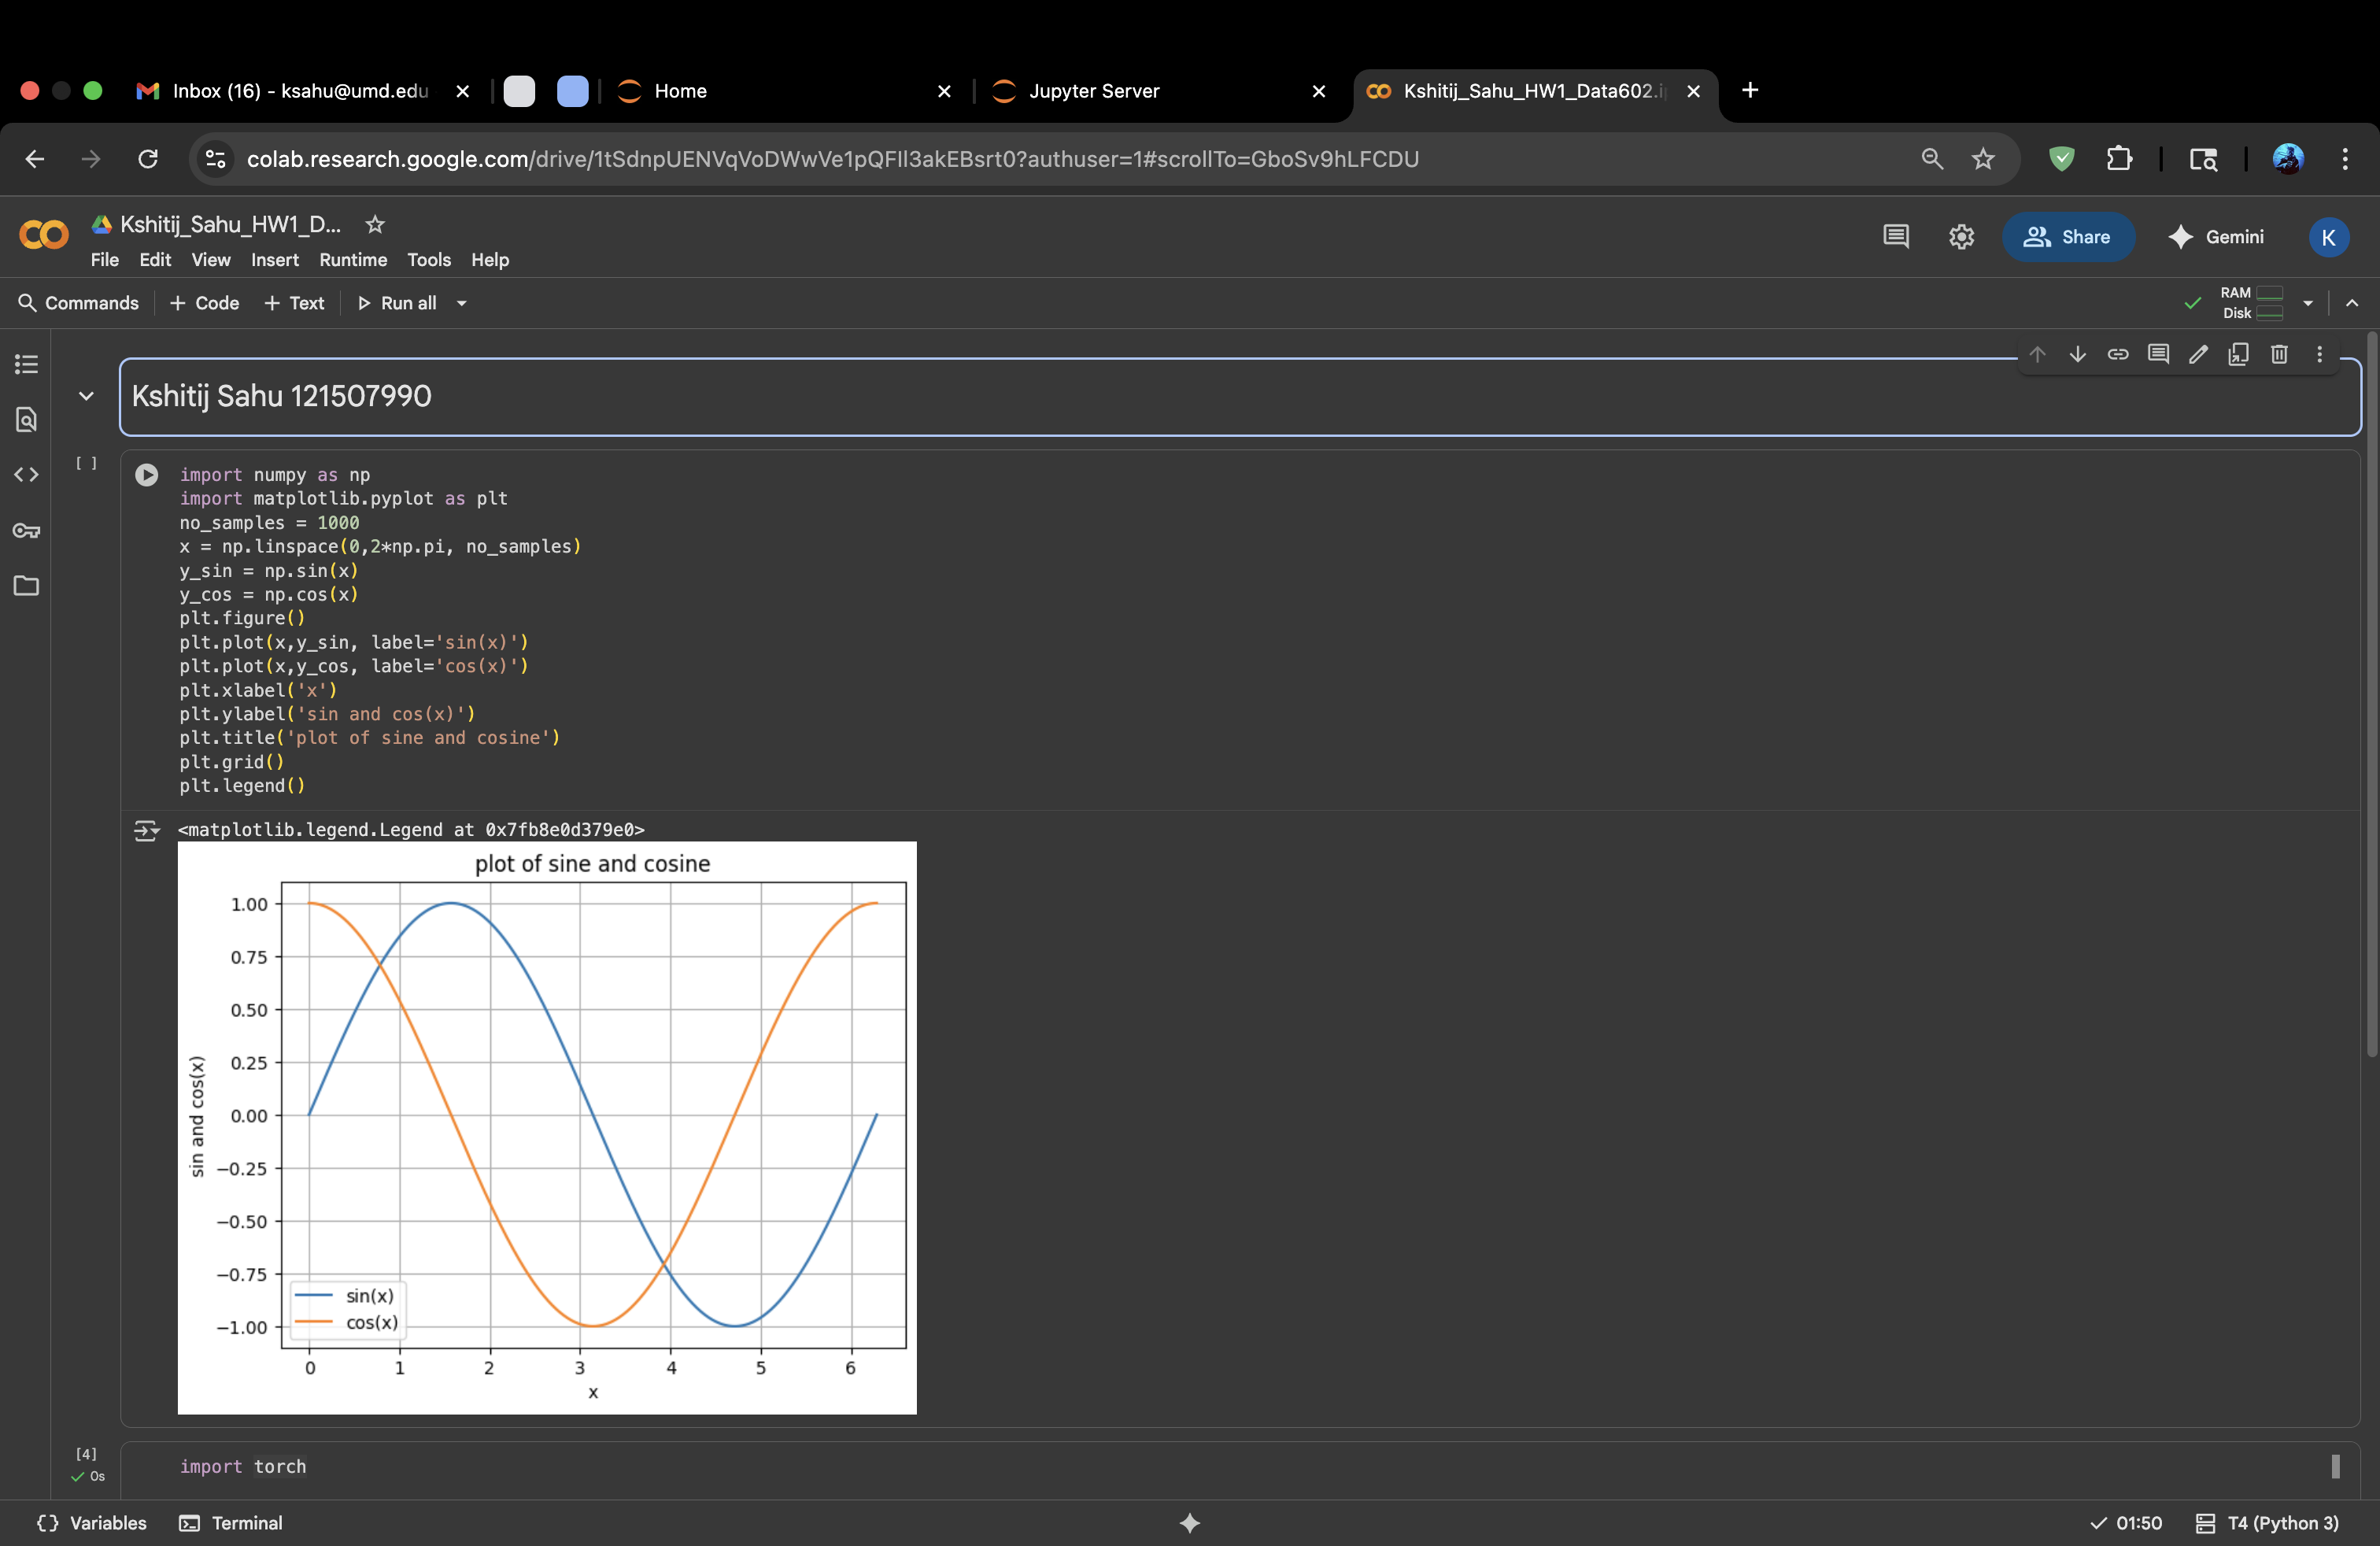 Inbox (16) - ksahu@umd.edu
Home
Jupyter Server
Kshitij_Sahu_HW1_Data602.i
colab.research.google.com/drive/1tSdnpUENVqVoDWwVe1pQFIl3akEBsrt0?authuser=1#scrollTo=GboSv9hLFCDU
Kshitij_Sahu_HW1_D...
File Edit View Insert Runtime Tools Help
Share
Gemini
K
Commands + Code + Text Run all
RAM
Disk
Kshitij Sahu 121507990
[ ]
import numpy as np
import matplotlib.pyplot as plt
no_samples = 1000
x = np.linspace(0,2*np.pi, no_samples)
y_sin = np.sin(x)
y_cos = np.cos(x)
plt.figure()
plt.plot(x,y_sin, label='sin(x)')
plt.plot(x,y_cos, label='cos(x)')
plt.xlabel('x')
plt.ylabel('sin and cos(x)')
plt.title('plot of sine and cosine')
plt.grid()
plt.legend()
<matplotlib.legend.Legend at 0x7fb8e0d379e0>
plot of sine and cosine
1.00
0.75
0.50
0.25
0.00
−0.25
−0.50
−0.75
−1.00
sin and cos(x)
sin(x)
cos(x)
0 1 2 3 4 5 6
x
[4]
0s
import torch
Variables
Terminal
01:50
T4 (Python 3)